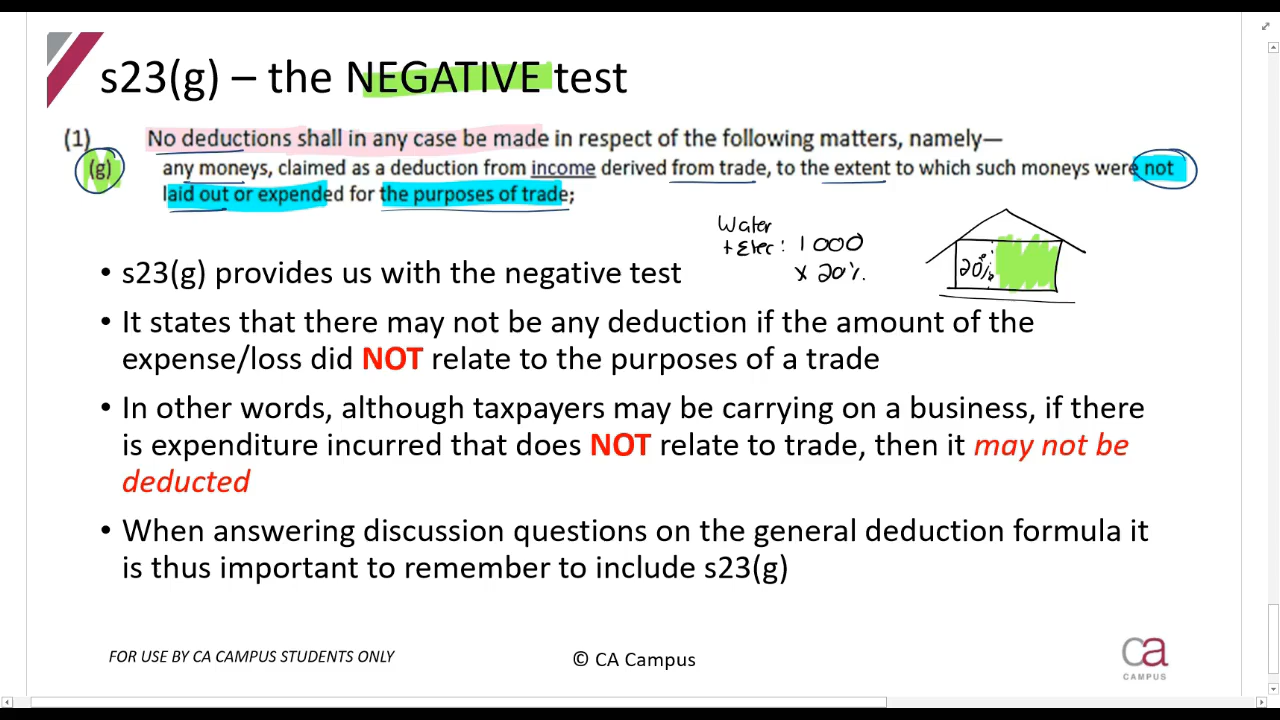 s23(g) – the NEGATIVE test
(1) No deductions shall in any case be made in respect of the following matters, namely—
(g) any moneys, claimed as a deduction from income derived from trade, to the extent to which such moneys were not
laid out or expended for the purposes of trade;
Water
+ Elec : 1 000
x 20%
20%
• s23(g) provides us with the negative test
• It states that there may not be any deduction if the amount of the
expense/loss did NOT relate to the purposes of a trade
• In other words, although taxpayers may be carrying on a business, if there
is expenditure incurred that does NOT relate to trade, then it may not be
deducted
• When answering discussion questions on the general deduction formula it
is thus important to remember to include s23(g)
FOR USE BY CA CAMPUS STUDENTS ONLY
© CA Campus
ca
CAMPUS